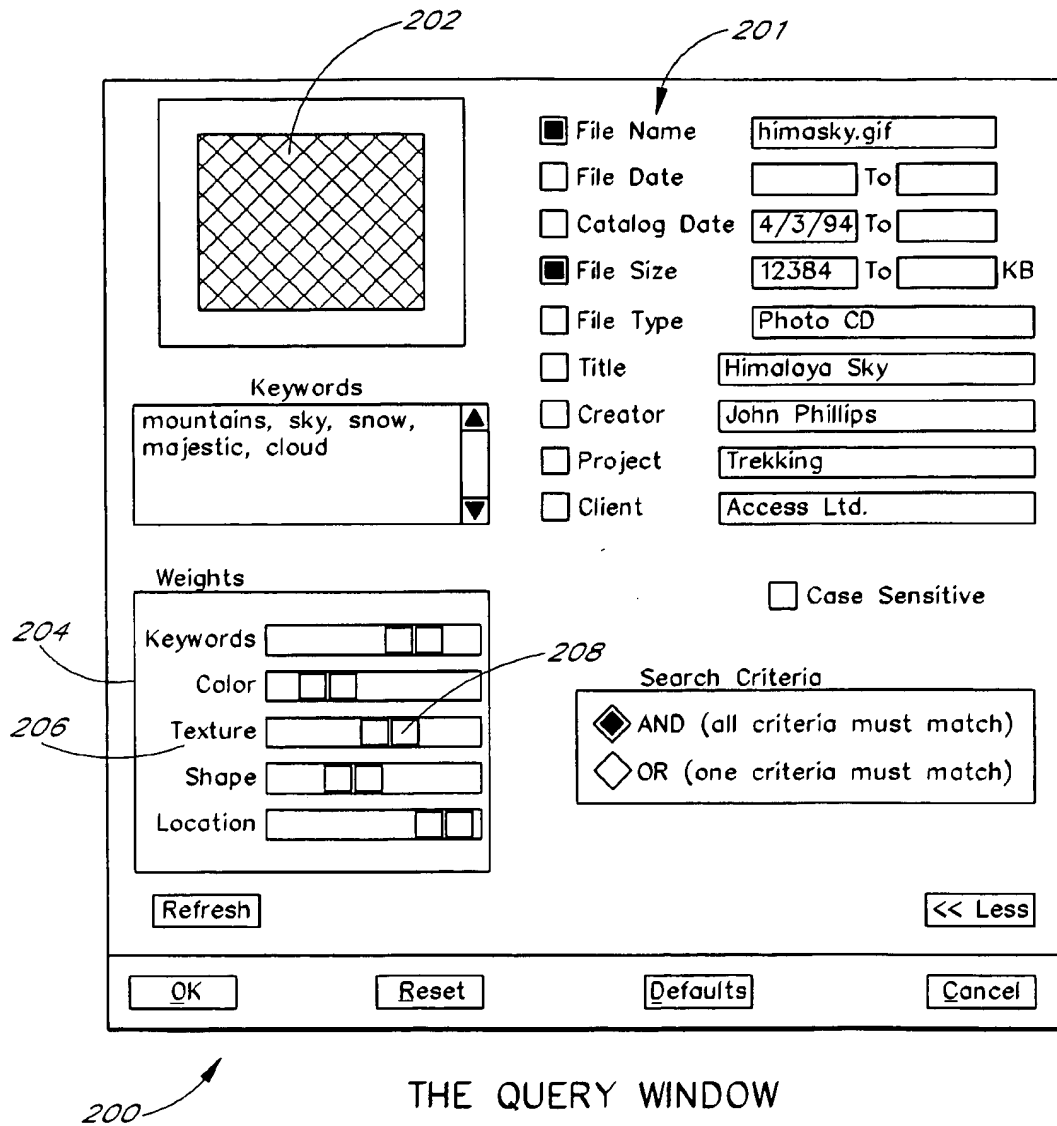 202
201
File Name himasky.gif
File Date To
Catalog Date 4/3/94 To
File Size 12384 To KB
File Type Photo CD
Title Himalaya Sky
Creator John Phillips
Project Trekking
Client Access Ltd.
Keywords
mountains, sky, snow,
majestic, cloud
Case Sensitive
Weights
204
Keywords
Color
206
Texture
208
Shape
Location
Search Criteria
AND (all criteria must match)
OR (one criteria must match)
Refresh
<< Less
OK Reset Defaults Cancel
200
THE QUERY WINDOW